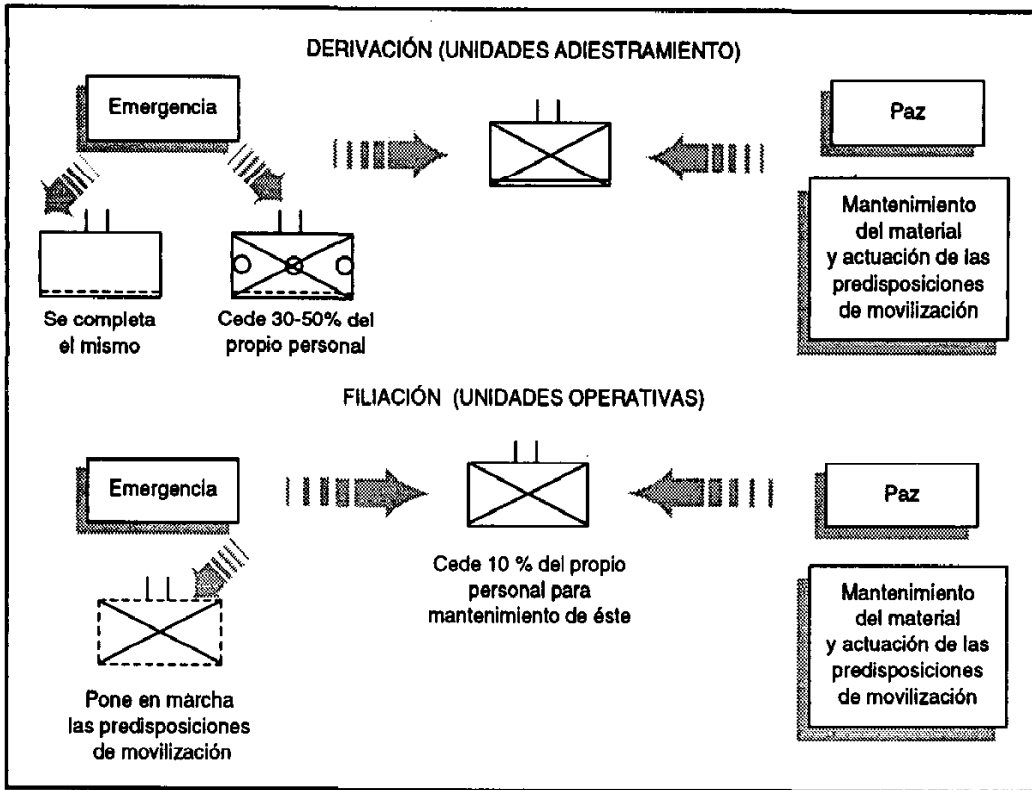 DERIVACIÓN (UNIDADES ADIESTRAMIENTO)
Emergencia
Paz
Mantenimiento
del material
y actuación de las
predisposiciones
de movilización
Se completa
el mismo
Cede 30-50% del
propio personal
FILIACIÓN (UNIDADES OPERATIVAS)
Emergencia
Paz
Cede 10 % del propio
personal para
mantenimiento de éste
Mantenimiento
del material
y actuación de las
predisposiciones
de movilización
Pone en marcha
las predisposiciones
de movilización